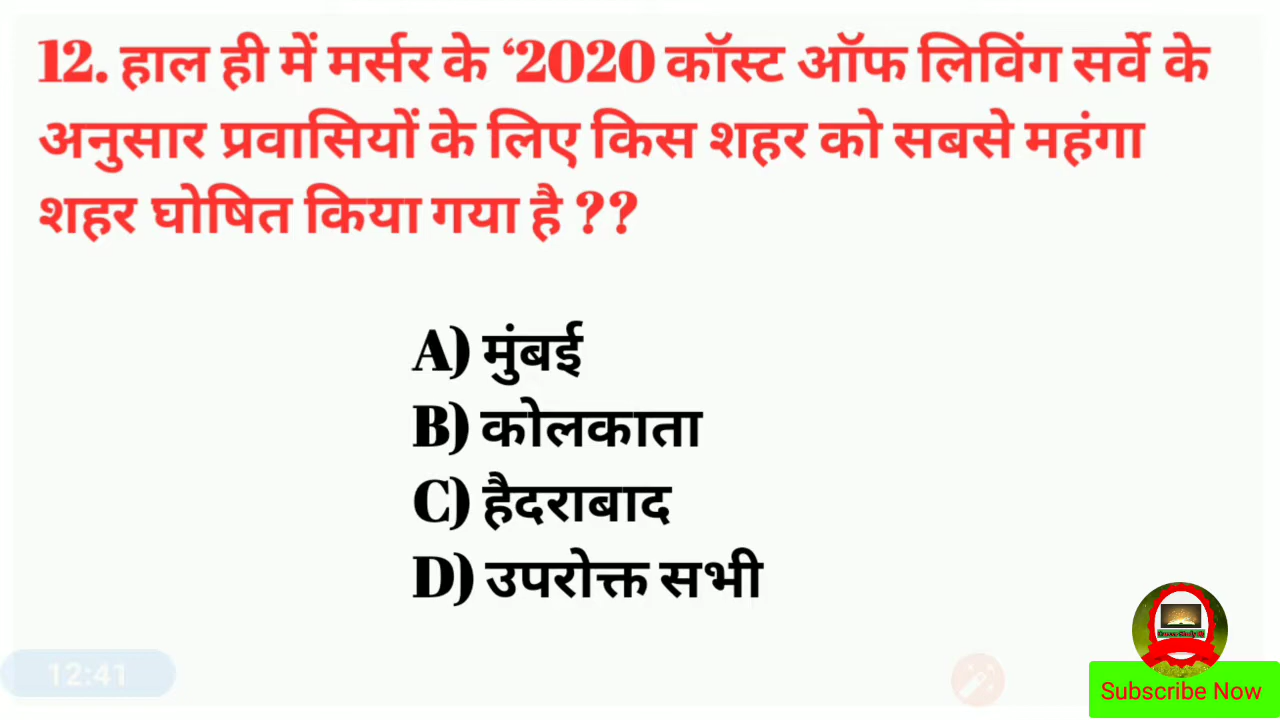 12. हाल ही में मर्सर के ‘2020 कॉस्ट ऑफ लिविंग सर्वे के
अनुसार प्रवासियों के लिए किस शहर को सबसे महंगा
शहर घोषित किया गया है ??
A) मुंबई
B) कोलकाता
C) हैदराबाद
D) उपरोक्त सभी
12:41
Subscribe Now